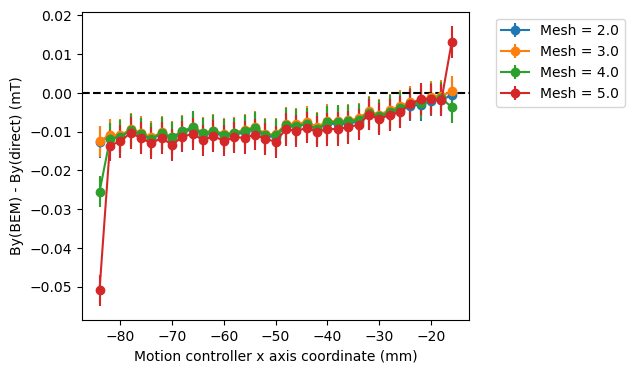 0.02
0.01
0.00
−0.01
−0.02
−0.03
−0.04
−0.05
By(BEM) - By(direct) (mT)
−80 −70 −60 −50 −40 −30 −20
Motion controller x axis coordinate (mm)
Mesh = 2.0
Mesh = 3.0
Mesh = 4.0
Mesh = 5.0